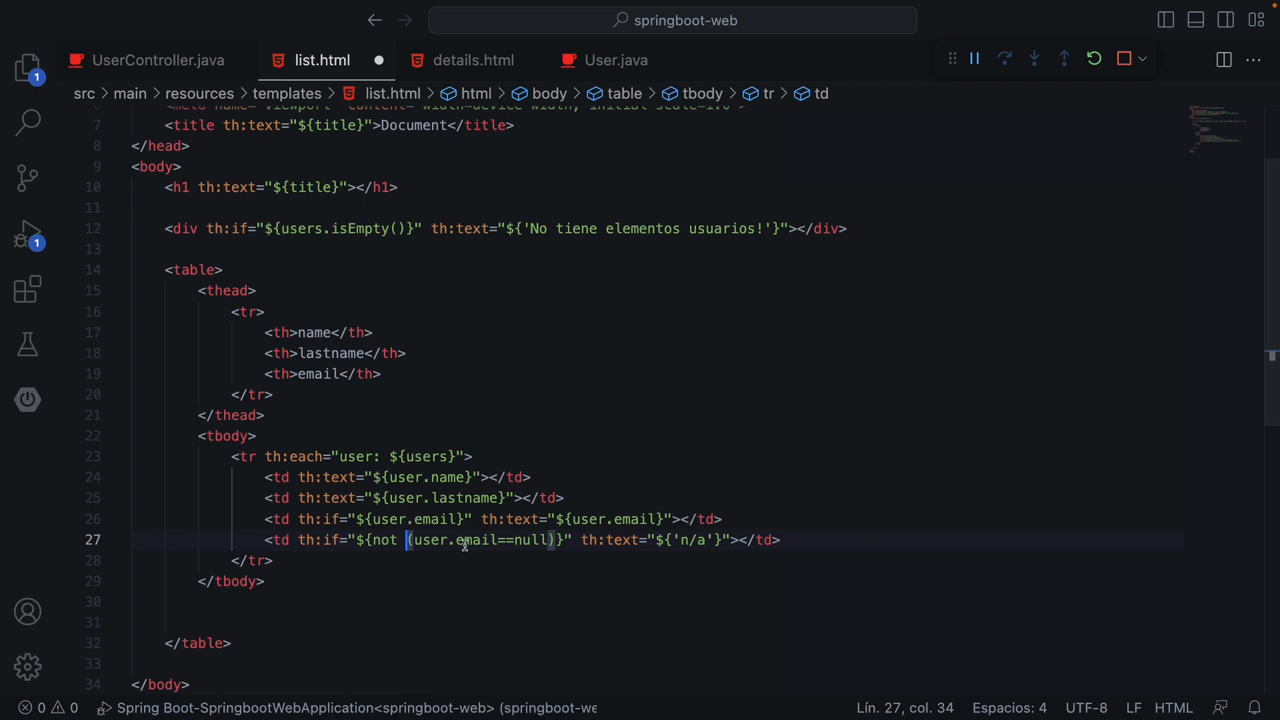 springboot-web
UserController.java
list.html
details.html
User.java
src > main > resources > templates > list.html > html > body > table > tbody > tr > td
7 <title th:text="${title}">Document</title>
8 </head>
9 <body>
10 <h1 th:text="${title}"></h1>
11
12 <div th:if="${users.isEmpty()}" th:text="${'No tiene elementos usuarios!'}"></div>
13
14 <table>
15 <thead>
16 <tr>
17 <th>name</th>
18 <th>lastname</th>
19 <th>email</th>
20 </tr>
21 </thead>
22 <tbody>
23 <tr th:each="user: ${users}">
24 <td th:text="${user.name}"></td>
25 <td th:text="${user.lastname}"></td>
26 <td th:if="${user.email}" th:text="${user.email}"></td>
27 <td th:if="${not (user.email==null)}" th:text="${'n/a'}"></td>
28 </tr>
29 </tbody>
30
31
32 </table>
33
34 </body>
1
1
0 0 Spring Boot-SpringbootWebApplication<springboot-web> (springboot-we Lín. 27, col. 34 Espacios: 4 UTF-8 LF HTML